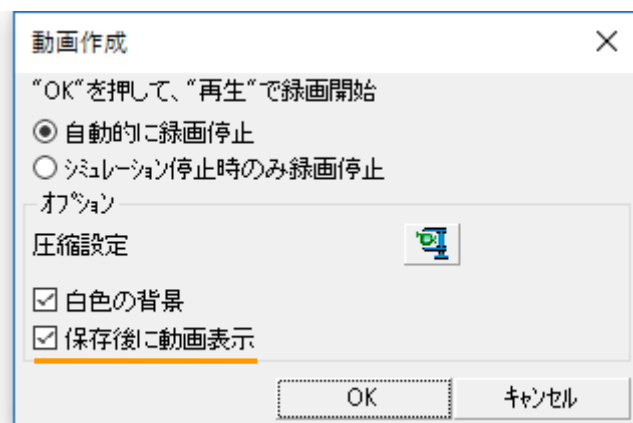 動画作成
“OK”を押して、“再生”で録画開始
自動的に録画停止
ｼﾐｭﾚｰｼｮﾝ停止時のみ録画停止
ｵﾌﾟｼｮﾝ
圧縮設定
白色の背景
保存後に動画表示
OK ｷｬﾝｾﾙ